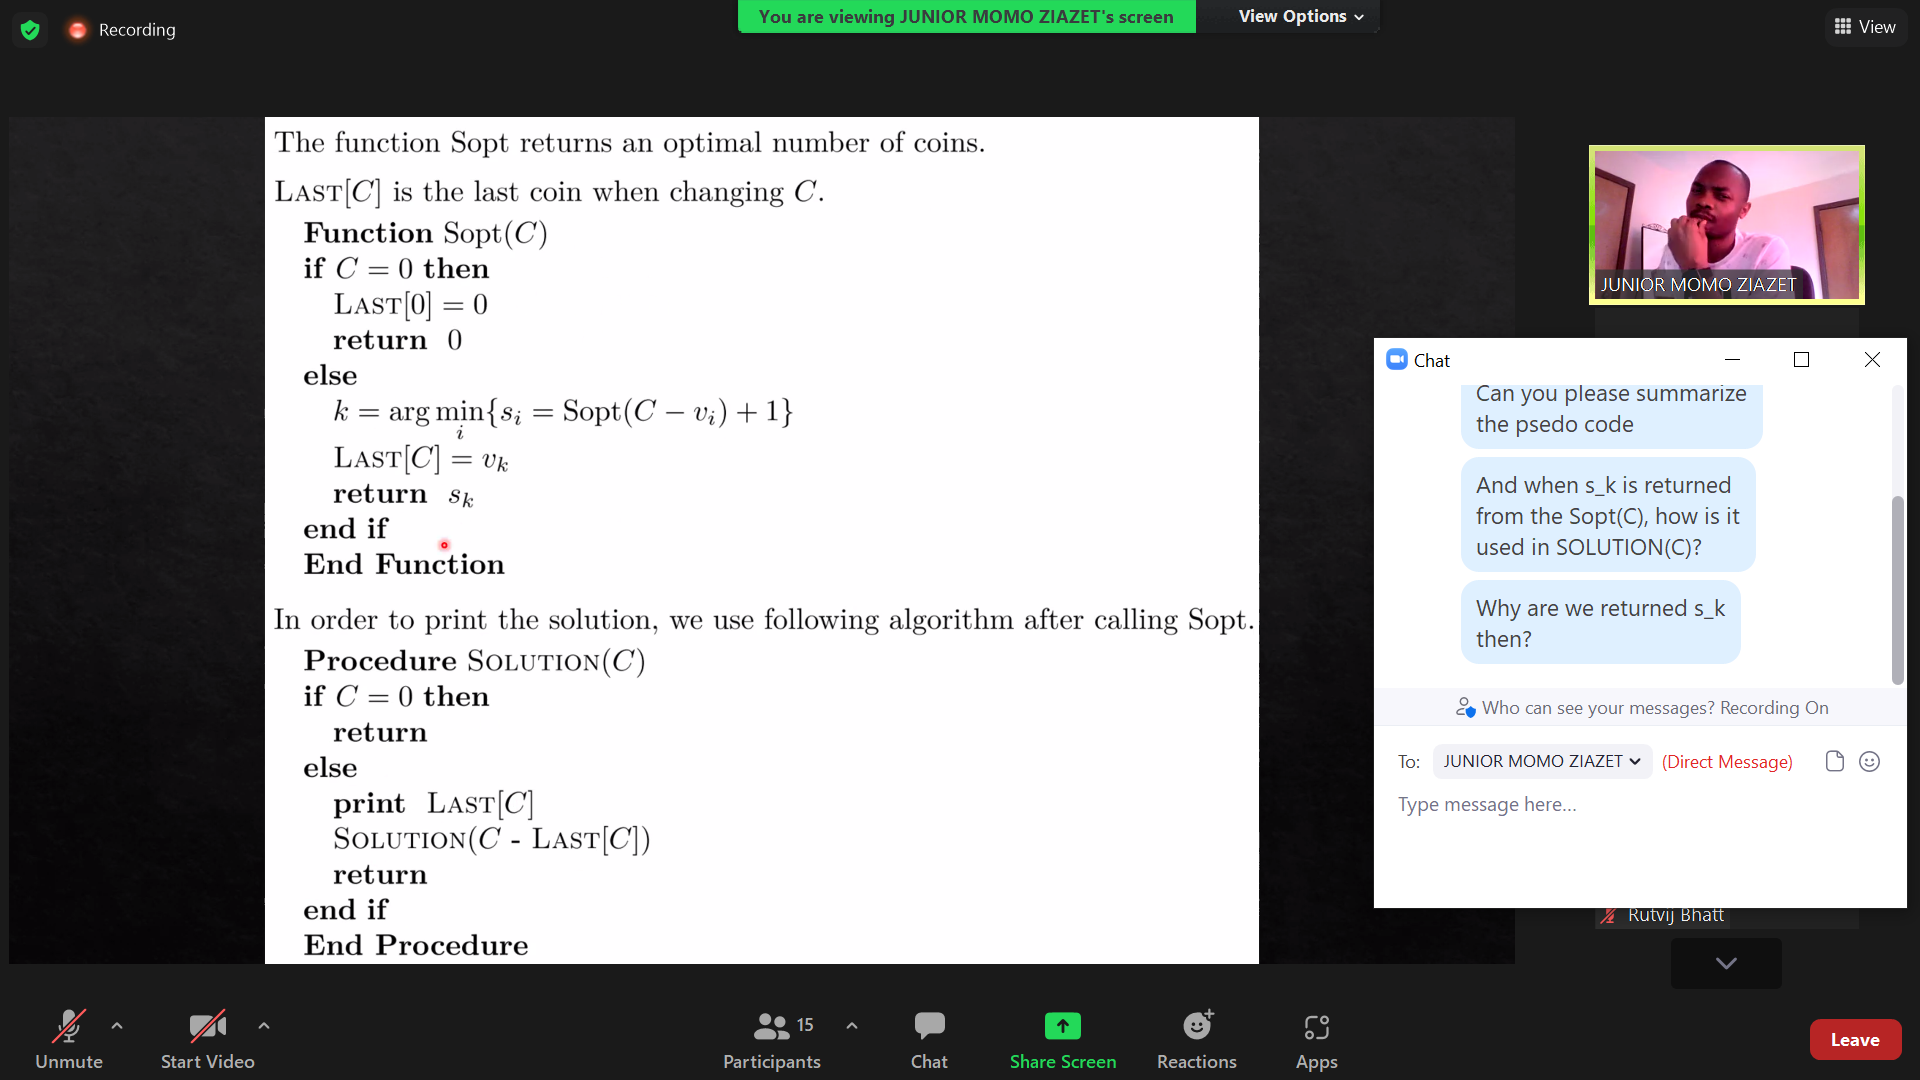 Recording
You are viewing JUNIOR MOMO ZIAZET's screen
View Options
View
The function Sopt returns an optimal number of coins.
LAST[C] is the last coin when changing C.
Function Sopt(C)
if C = 0 then
LAST[0] = 0
return 0
else
k = arg min{s_i = Sopt(C − v_i) + 1}
i
LAST[C] = v_k
return s_k
end if
End Function
In order to print the solution, we use following algorithm after calling Sopt.
Procedure SOLUTION(C)
if C = 0 then
return
else
print LAST[C]
SOLUTION(C - LAST[C])
return
end if
End Procedure
JUNIOR MOMO ZIAZET
Chat
Can you please summarize
the psedo code
And when s_k is returned
from the Sopt(C), how is it
used in SOLUTION(C)?
Why are we returned s_k
then?
Who can see your messages? Recording On
To: JUNIOR MOMO ZIAZET (Direct Message)
Type message here...
Rutvij Bhatt
Unmute
Start Video
15
Participants
Chat
Share Screen
Reactions
Apps
Leave